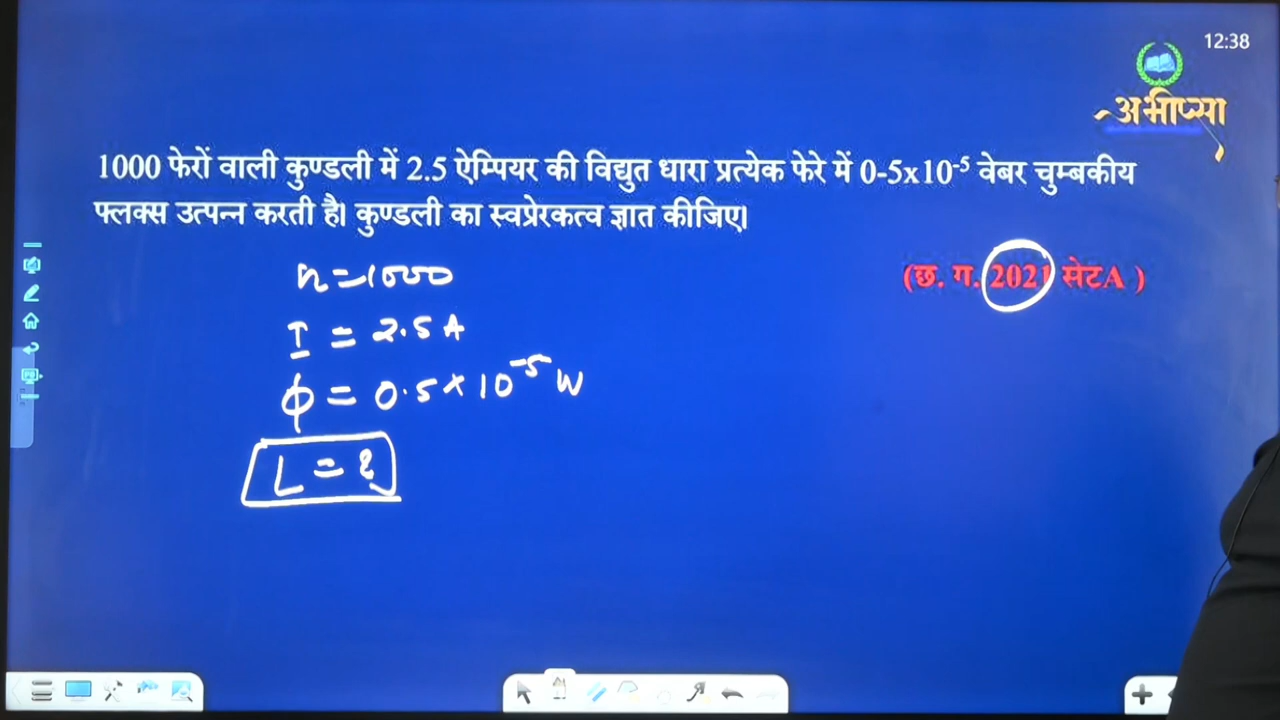 12:38
अभीप्सा
1000 फेरों वाली कुण्डली में 2.5 ऐम्पियर की विद्युत धारा प्रत्येक फेरे में 0-5x10⁻⁵ वेबर चुम्बकीय
फ्लक्स उत्पन्न करती है। कुण्डली का स्वप्रेरकत्व ज्ञात कीजिए।
(छ. ग. 2021 सेटA )
n=1000
I = 2.5 A
ϕ = 0.5 × 10⁻⁵ W
L = ?